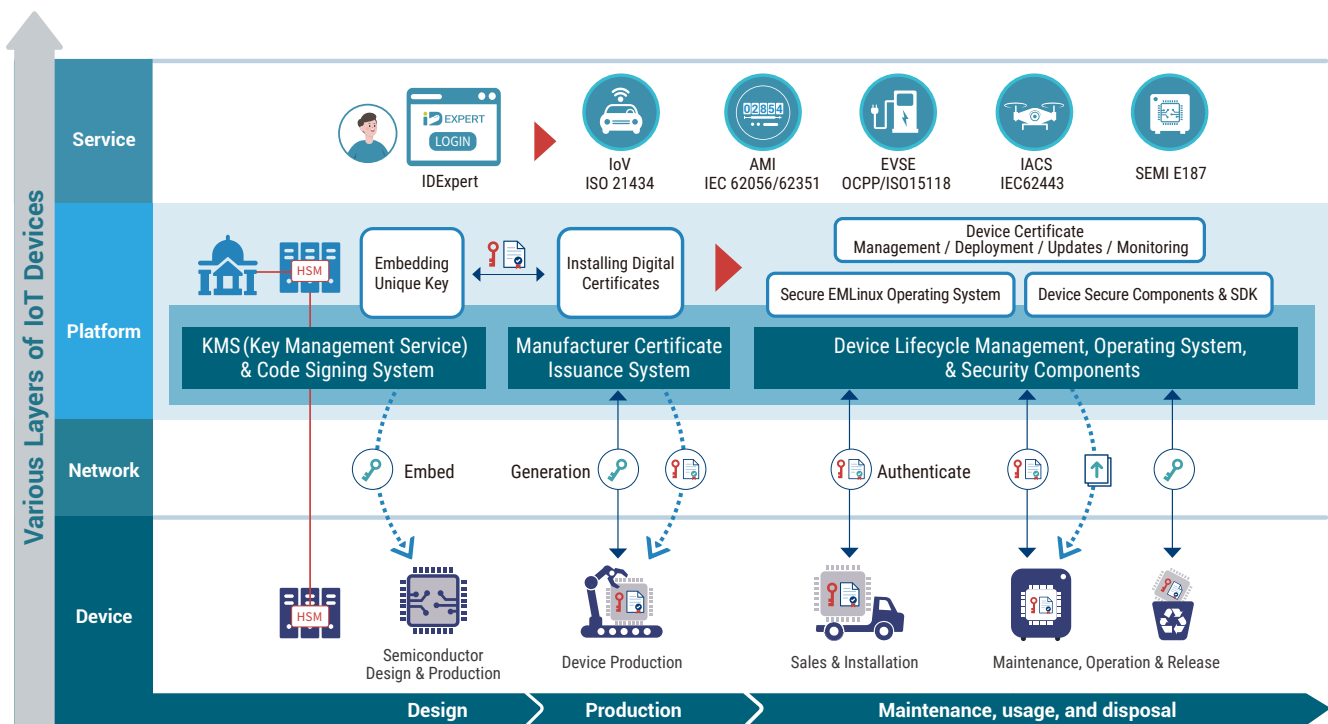 Various Layers of IoT Devices
Service
iD EXPERT
LOGIN
IDExpert
IoV
ISO 21434
02854
AMI
IEC 62056/62351
EVSE
OCPP/ISO15118
IACS
IEC62443
SEMI E187
Platform
HSM
Embedding
Unique Key
Installing Digital
Certificates
Device Certificate
Management / Deployment / Updates / Monitoring
Secure EMLinux Operating System
Device Secure Components & SDK
KMS (Key Management Service)
& Code Signing System
Manufacturer Certificate
Issuance System
Device Lifecycle Management, Operating System,
& Security Components
Network
Embed
Generation
Authenticate
Device
HSM
Semiconductor
Design & Production
Device Production
Sales & Installation
Maintenance, Operation & Release
Design
Production
Maintenance, usage, and disposal